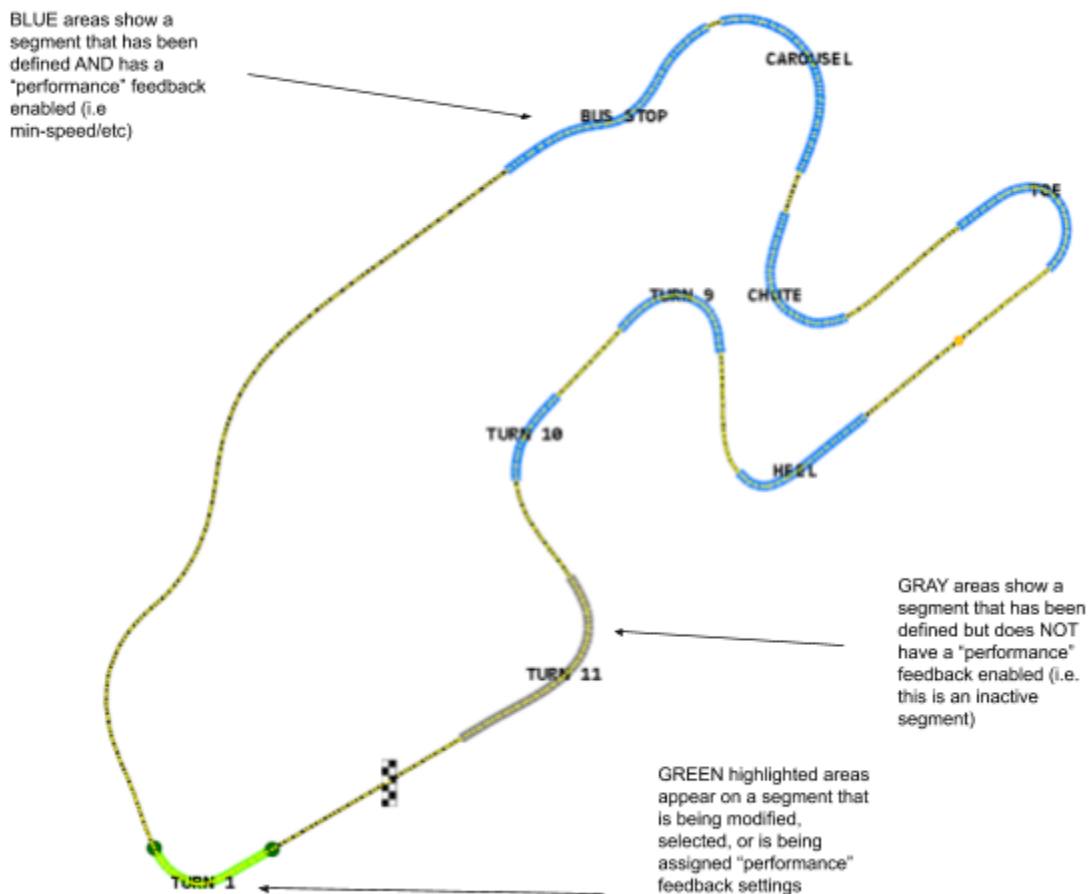 BLUE areas show a
segment that has been
defined AND has a
“performance” feedback
enabled (i.e
min-speed/etc)
CAROUSEL
BUS STOP
TOE
TURN 9
CHUTE
TURN 10
HEEL
GRAY areas show a
segment that has been
defined but does NOT
have a “performance”
feedback enabled (i.e.
this is an inactive
segment)
TURN 11
GREEN highlighted areas
appear on a segment that
is being modified,
selected, or is being
assigned “performance”
feedback settings
TURN 1